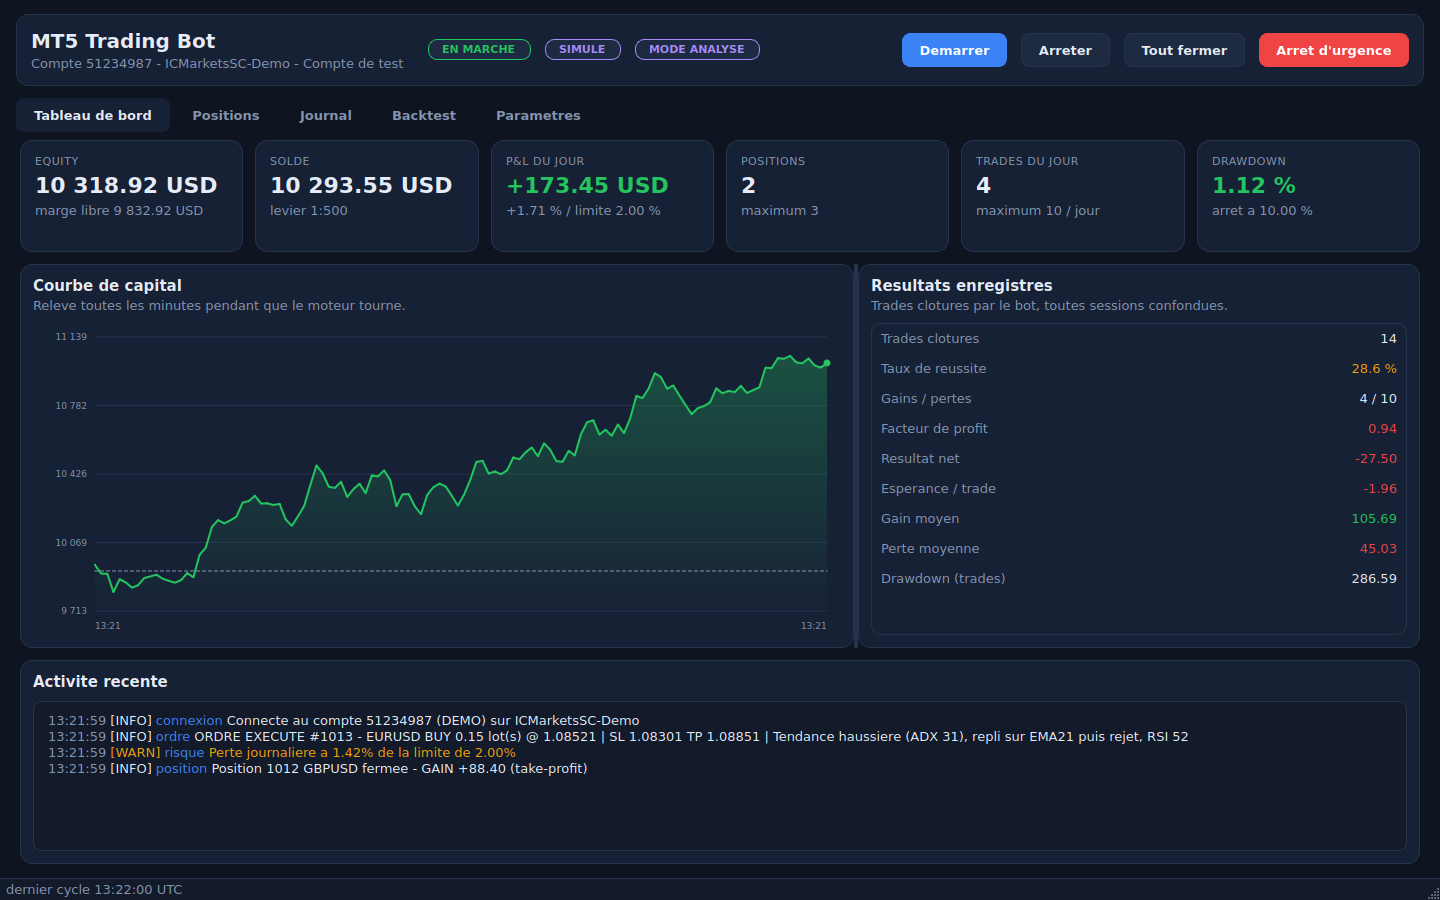 MT5 Trading Bot
Compte 51234987 - ICMarketsSC-Demo - Compte de test
EN MARCHE
SIMULE
MODE ANALYSE
Demarrer
Arreter
Tout fermer
Arret d'urgence
Tableau de bord
Positions
Journal
Backtest
Parametres
EQUITY
10 318.92 USD
marge libre 9 832.92 USD
SOLDE
10 293.55 USD
levier 1:500
P&L DU JOUR
+173.45 USD
+1.71 % / limite 2.00 %
POSITIONS
2
maximum 3
TRADES DU JOUR
4
maximum 10 / jour
DRAWDOWN
1.12 %
arret a 10.00 %
Courbe de capital
Releve toutes les minutes pendant que le moteur tourne.
11 139
10 782
10 426
10 069
9 713
13:21
13:21
Resultats enregistres
Trades clotures par le bot, toutes sessions confondues.
Trades clotures 14
Taux de reussite 28.6 %
Gains / pertes 4 / 10
Facteur de profit 0.94
Resultat net -27.50
Esperance / trade -1.96
Gain moyen 105.69
Perte moyenne 45.03
Drawdown (trades) 286.59
Activite recente
13:21:59 [INFO] connexion Connecte au compte 51234987 (DEMO) sur ICMarketsSC-Demo
13:21:59 [INFO] ordre ORDRE EXECUTE #1013 - EURUSD BUY 0.15 lot(s) @ 1.08521 | SL 1.08301 TP 1.08851 | Tendance haussiere (ADX 31), repli sur EMA21 puis rejet, RSI 52
13:21:59 [WARN] risque Perte journaliere a 1.42% de la limite de 2.00%
13:21:59 [INFO] position Position 1012 GBPUSD fermee - GAIN +88.40 (take-profit)
dernier cycle 13:22:00 UTC